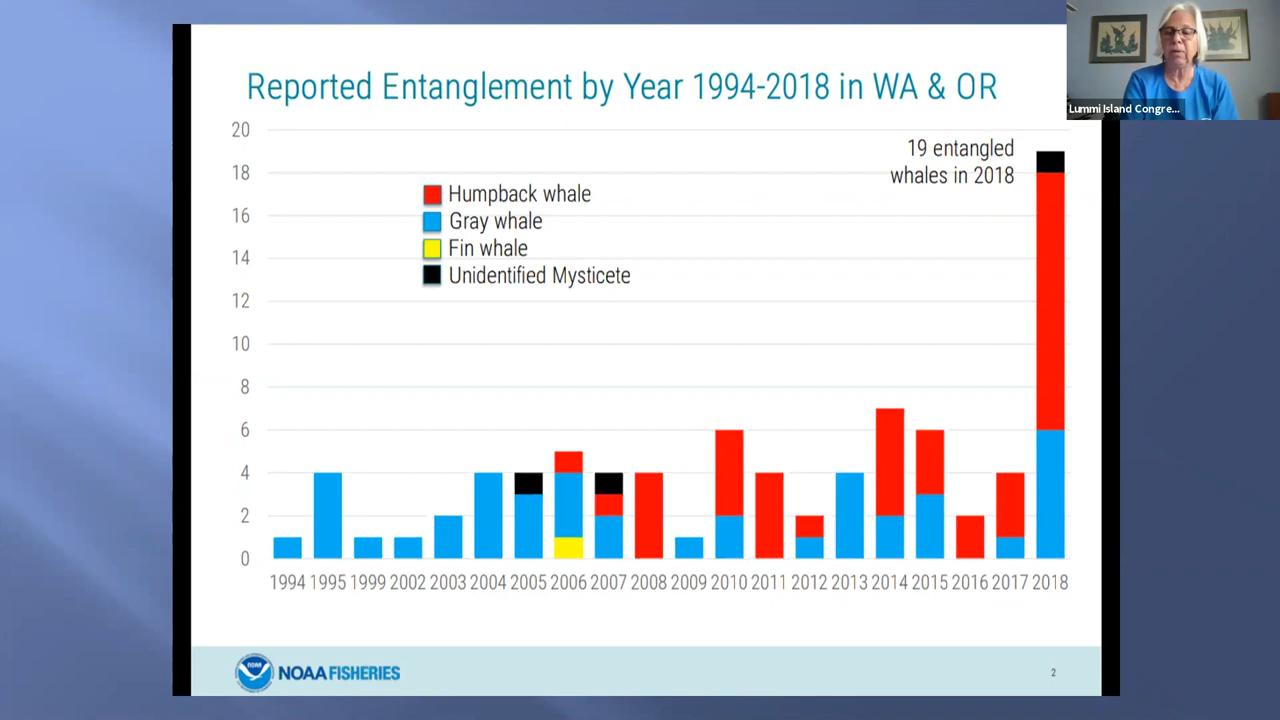 Reported Entanglement by Year 1994-2018 in WA & OR
Lummi Island Congre...
20
18
16
14
12
10
8
6
4
2
0
19 entangled
whales in 2018
Humpback whale
Gray whale
Fin whale
Unidentified Mysticete
1994 1995 1999 2002 2003 2004 2005 2006 2007 2008 2009 2010 2011 2012 2013 2014 2015 2016 2017 2018
NOAA
NOAA FISHERIES
2